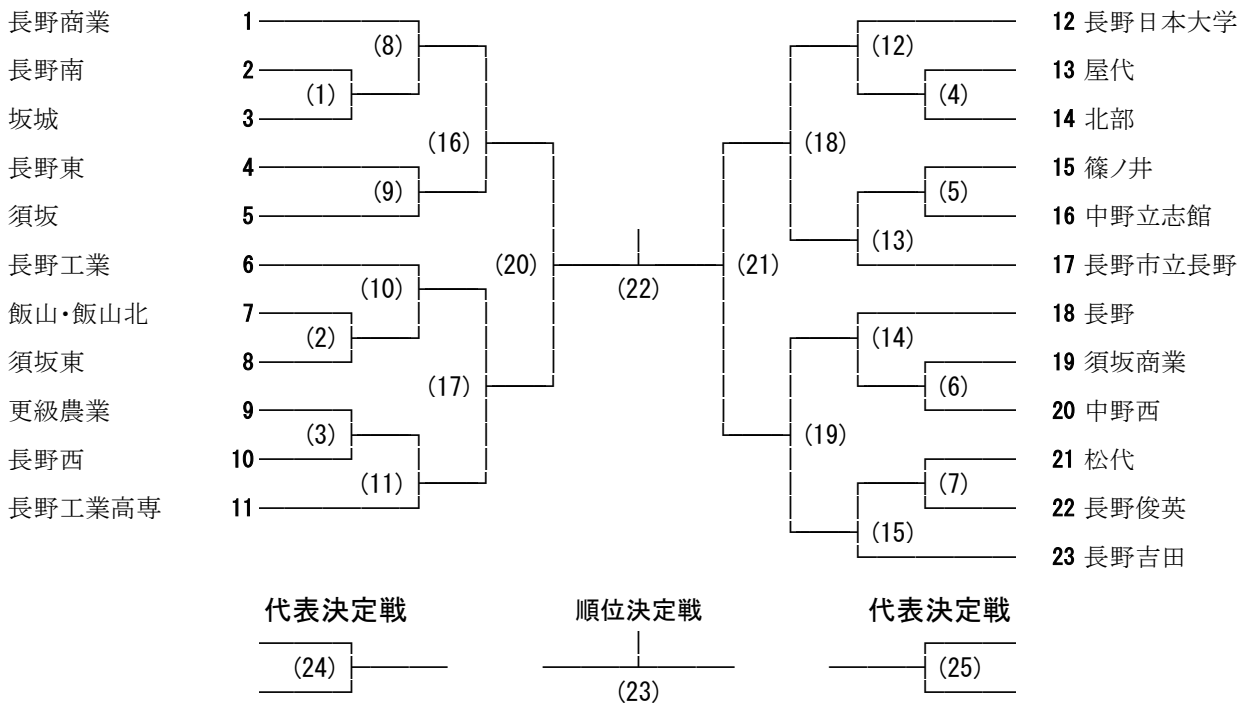 長野商業 1
長野南 2
坂城 3
長野東 4
須坂 5
長野工業 6
飯山・飯山北 7
須坂東 8
更級農業 9
長野西 10
長野工業高専 11
(1)
(2)
(3)
(8)
(9)
(10)
(11)
(16)
(17)
(20)
(22)
(21)
(18)
(19)
(12)
(13)
(14)
(15)
(4)
(5)
(6)
(7)
12 長野日本大学
13 屋代
14 北部
15 篠ノ井
16 中野立志館
17 長野市立長野
18 長野
19 須坂商業
20 中野西
21 松代
22 長野俊英
23 長野吉田
代表決定戦
(24)
順位決定戦
(23)
代表決定戦
(25)